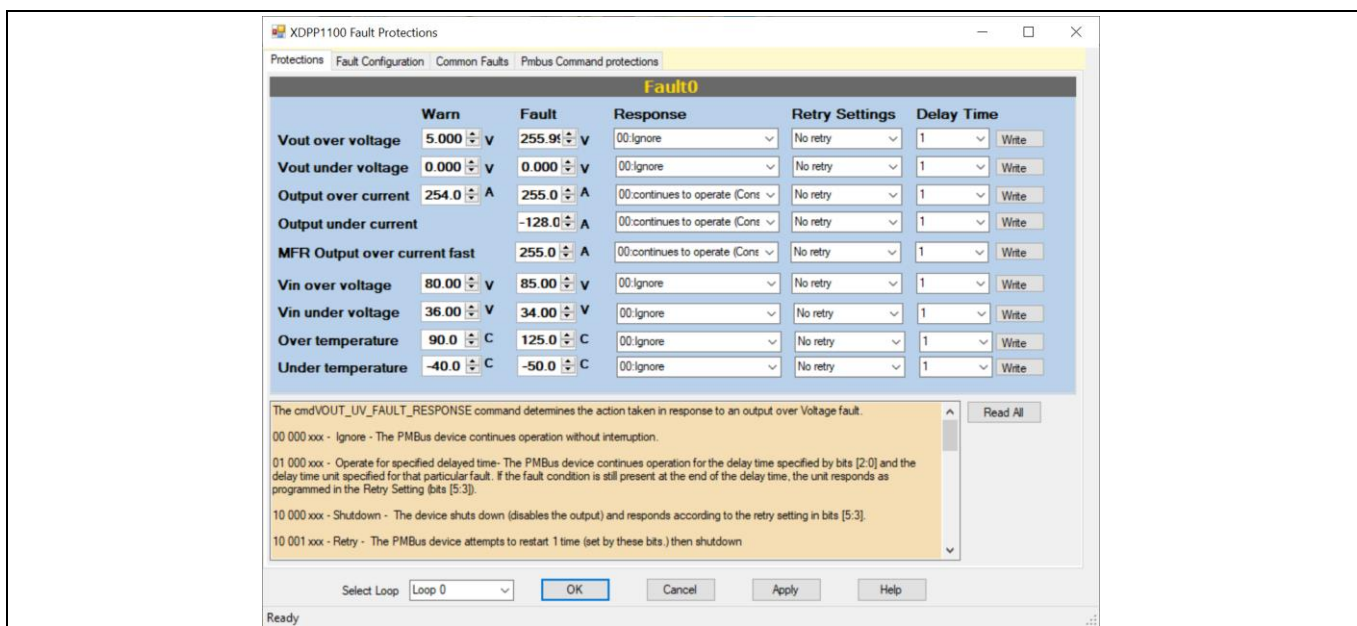 XDPP1100 Fault Protections
Protections Fault Configuration Common Faults Pmbus Command protections
Fault0
Warn Fault Response Retry Settings Delay Time
Vout over voltage 5.000 V 255.99 V 00:Ignore No retry 1 Write
Vout under voltage 0.000 V 0.000 V 00:Ignore No retry 1 Write
Output over current 254.0 A 255.0 A 00:continues to operate (Cons No retry 1 Write
Output under current -128.0 A 00:continues to operate (Cons No retry 1 Write
MFR Output over current fast 255.0 A 00:continues to operate (Cons No retry 1 Write
Vin over voltage 80.00 V 85.00 V 00:Ignore No retry 1 Write
Vin under voltage 36.00 V 34.00 V 00:Ignore No retry 1 Write
Over temperature 90.0 C 125.0 C 00:Ignore No retry 1 Write
Under temperature -40.0 C -50.0 C 00:Ignore No retry 1 Write
The cmdVOUT_UV_FAULT_RESPONSE command determines the action taken in response to an output over Voltage fault.
Read All
00 000 xxx - Ignore - The PMBus device continues operation without interruption.
01 000 xxx - Operate for specified delayed time- The PMBus device continues operation for the delay time specified by bits [2:0] and the
delay time unit specified for that particular fault. If the fault condition is still present at the end of the delay time, the unit responds as
programmed in the Retry Setting (bits [5:3]).
10 000 xxx - Shutdown - The device shuts down (disables the output) and responds according to the retry setting in bits [5:3].
10 001 xxx - Retry - The PMBus device attempts to restart 1 time (set by these bits.) then shutdown
Select Loop Loop 0 OK Cancel Apply Help
Ready